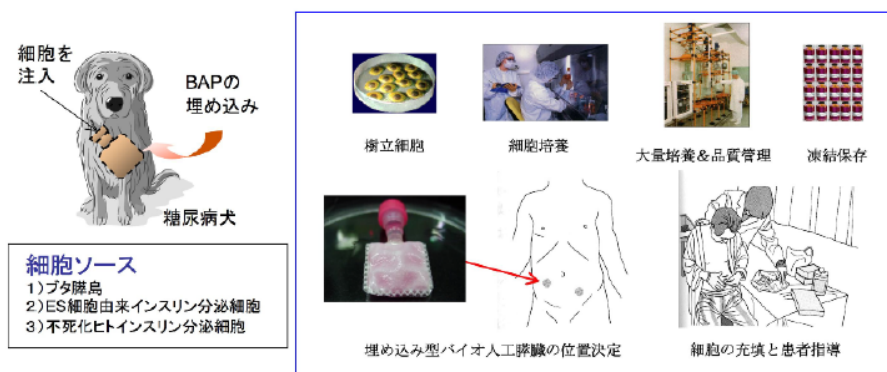 細胞を
注入
BAPの
埋め込み
糖尿病犬
細胞ソース
1)ブタ膵島
2)ES細胞由来インスリン分泌細胞
3)不死化ヒトインスリン分泌細胞
樹立細胞
細胞培養
大量培養&品質管理
凍結保存
埋め込み型バイオ人工膵臓の位置決定
細胞の充填と患者指導